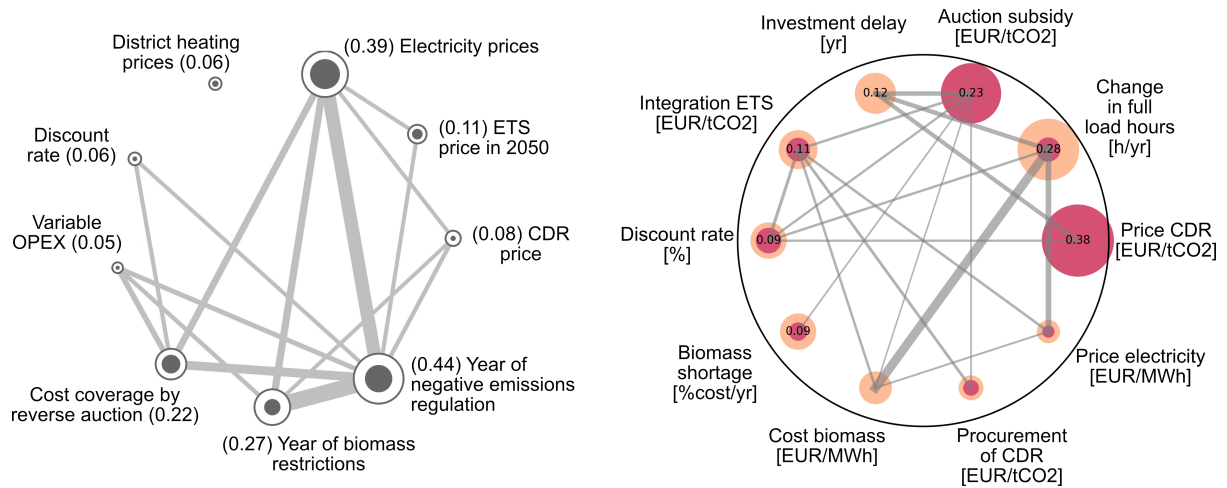 District heating
prices (0.06)
(0.39) Electricity prices
Discount
rate (0.06)
(0.11) ETS
price in 2050
Variable
OPEX (0.05)
(0.08) CDR
price
Cost coverage by
reverse auction (0.22)
(0.44) Year of
negative emissions
regulation
(0.27) Year of biomass
restrictions
Investment delay
[yr]
Auction subsidy
[EUR/tCO2]
0.12
0.23
Integration ETS
[EUR/tCO2]
Change
in full
load hours
[h/yr]
0.11
0.28
Discount rate
[%]
0.09
0.38
Price CDR
[EUR/tCO2]
Biomass
shortage
[%cost/yr]
0.09
Price electricity
[EUR/MWh]
Cost biomass
[EUR/MWh]
Procurement
of CDR
[EUR/tCO2]